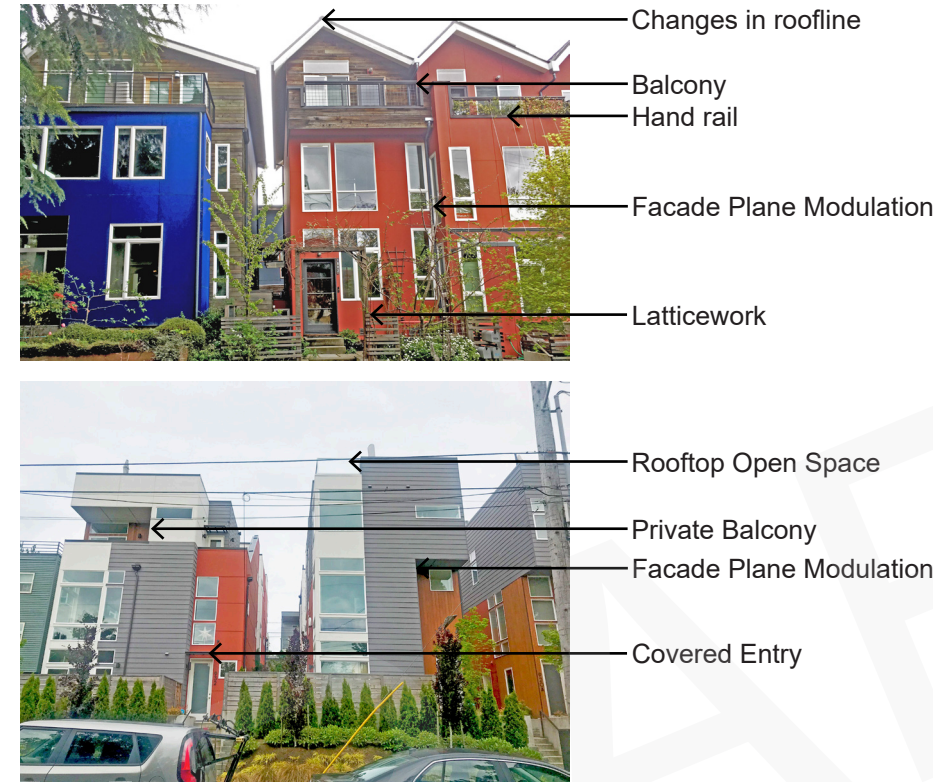 Changes in roofline
Balcony
Hand rail
Facade Plane Modulation
Latticework
Rooftop Open Space
Private Balcony
Facade Plane Modulation
Covered Entry